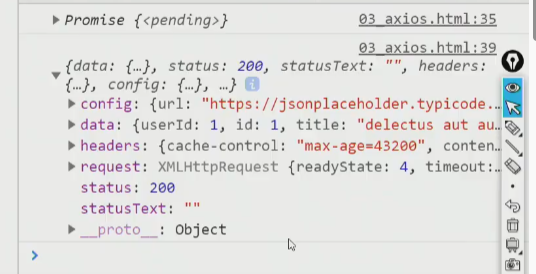 Promise {<pending>} 03_axios.html:35
03_axios.html:39
{data: {…}, status: 200, statusText: "", headers:
{…}, config: {…}, …} i
config: {url: "https://jsonplaceholder.typicode.…
data: {userId: 1, id: 1, title: "delectus aut au…
headers: {cache-control: "max-age=43200", conten…
request: XMLHttpRequest {readyState: 4, timeout:…
status: 200
statusText: ""
__proto__: Object